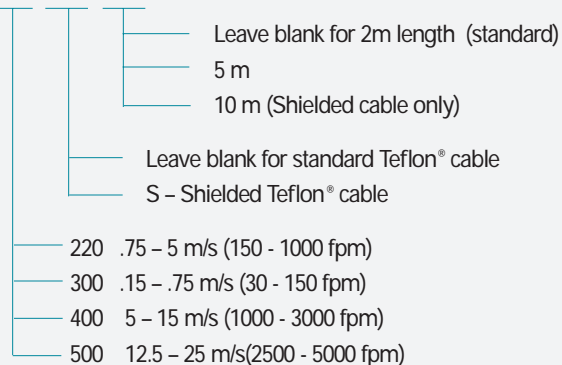 Leave blank for 2m length (standard)
5 m
10 m (Shielded cable only)
Leave blank for standard Teflon® cable
S – Shielded Teflon® cable
220 .75 – 5 m/s (150 - 1000 fpm)
300 .15 – .75 m/s (30 - 150 fpm)
400 5 – 15 m/s (1000 - 3000 fpm)
500 12.5 – 25 m/s(2500 - 5000 fpm)